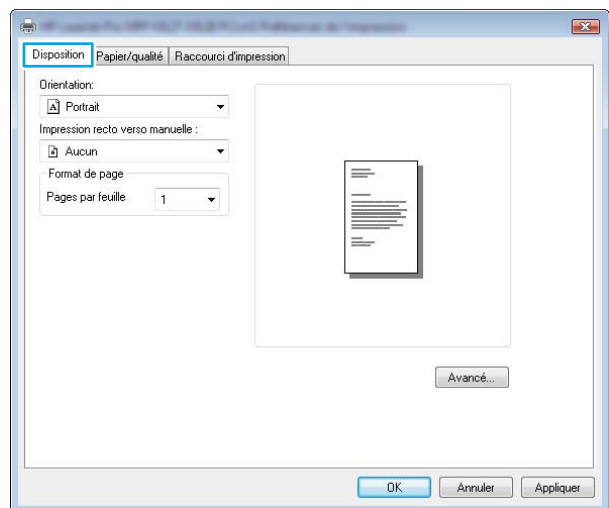 Disposition Papier/qualité Raccourci d'impression
Orientation:
Portrait
Impression recto verso manuelle :
Aucun
Format de page
Pages par feuille 1
Avancé...
OK Annuler Appliquer